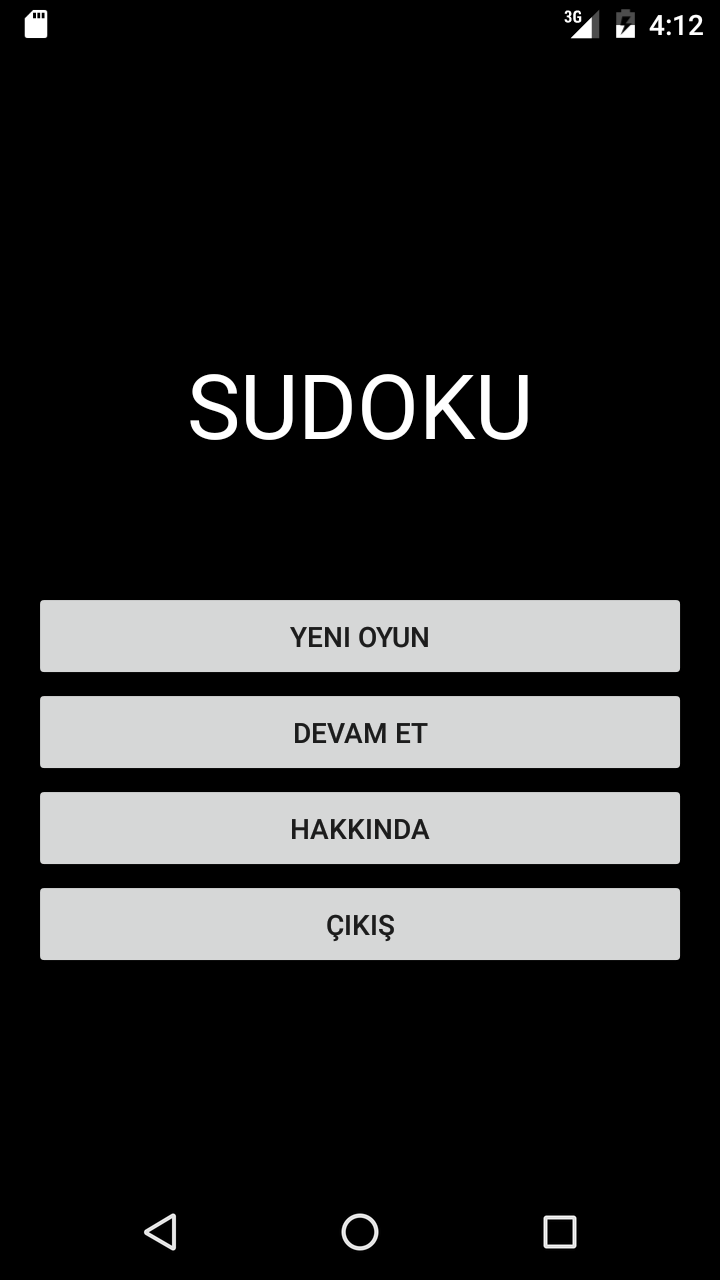 3G 4:12
SUDOKU
YENI OYUN
DEVAM ET
HAKKINDA
ÇIKIŞ